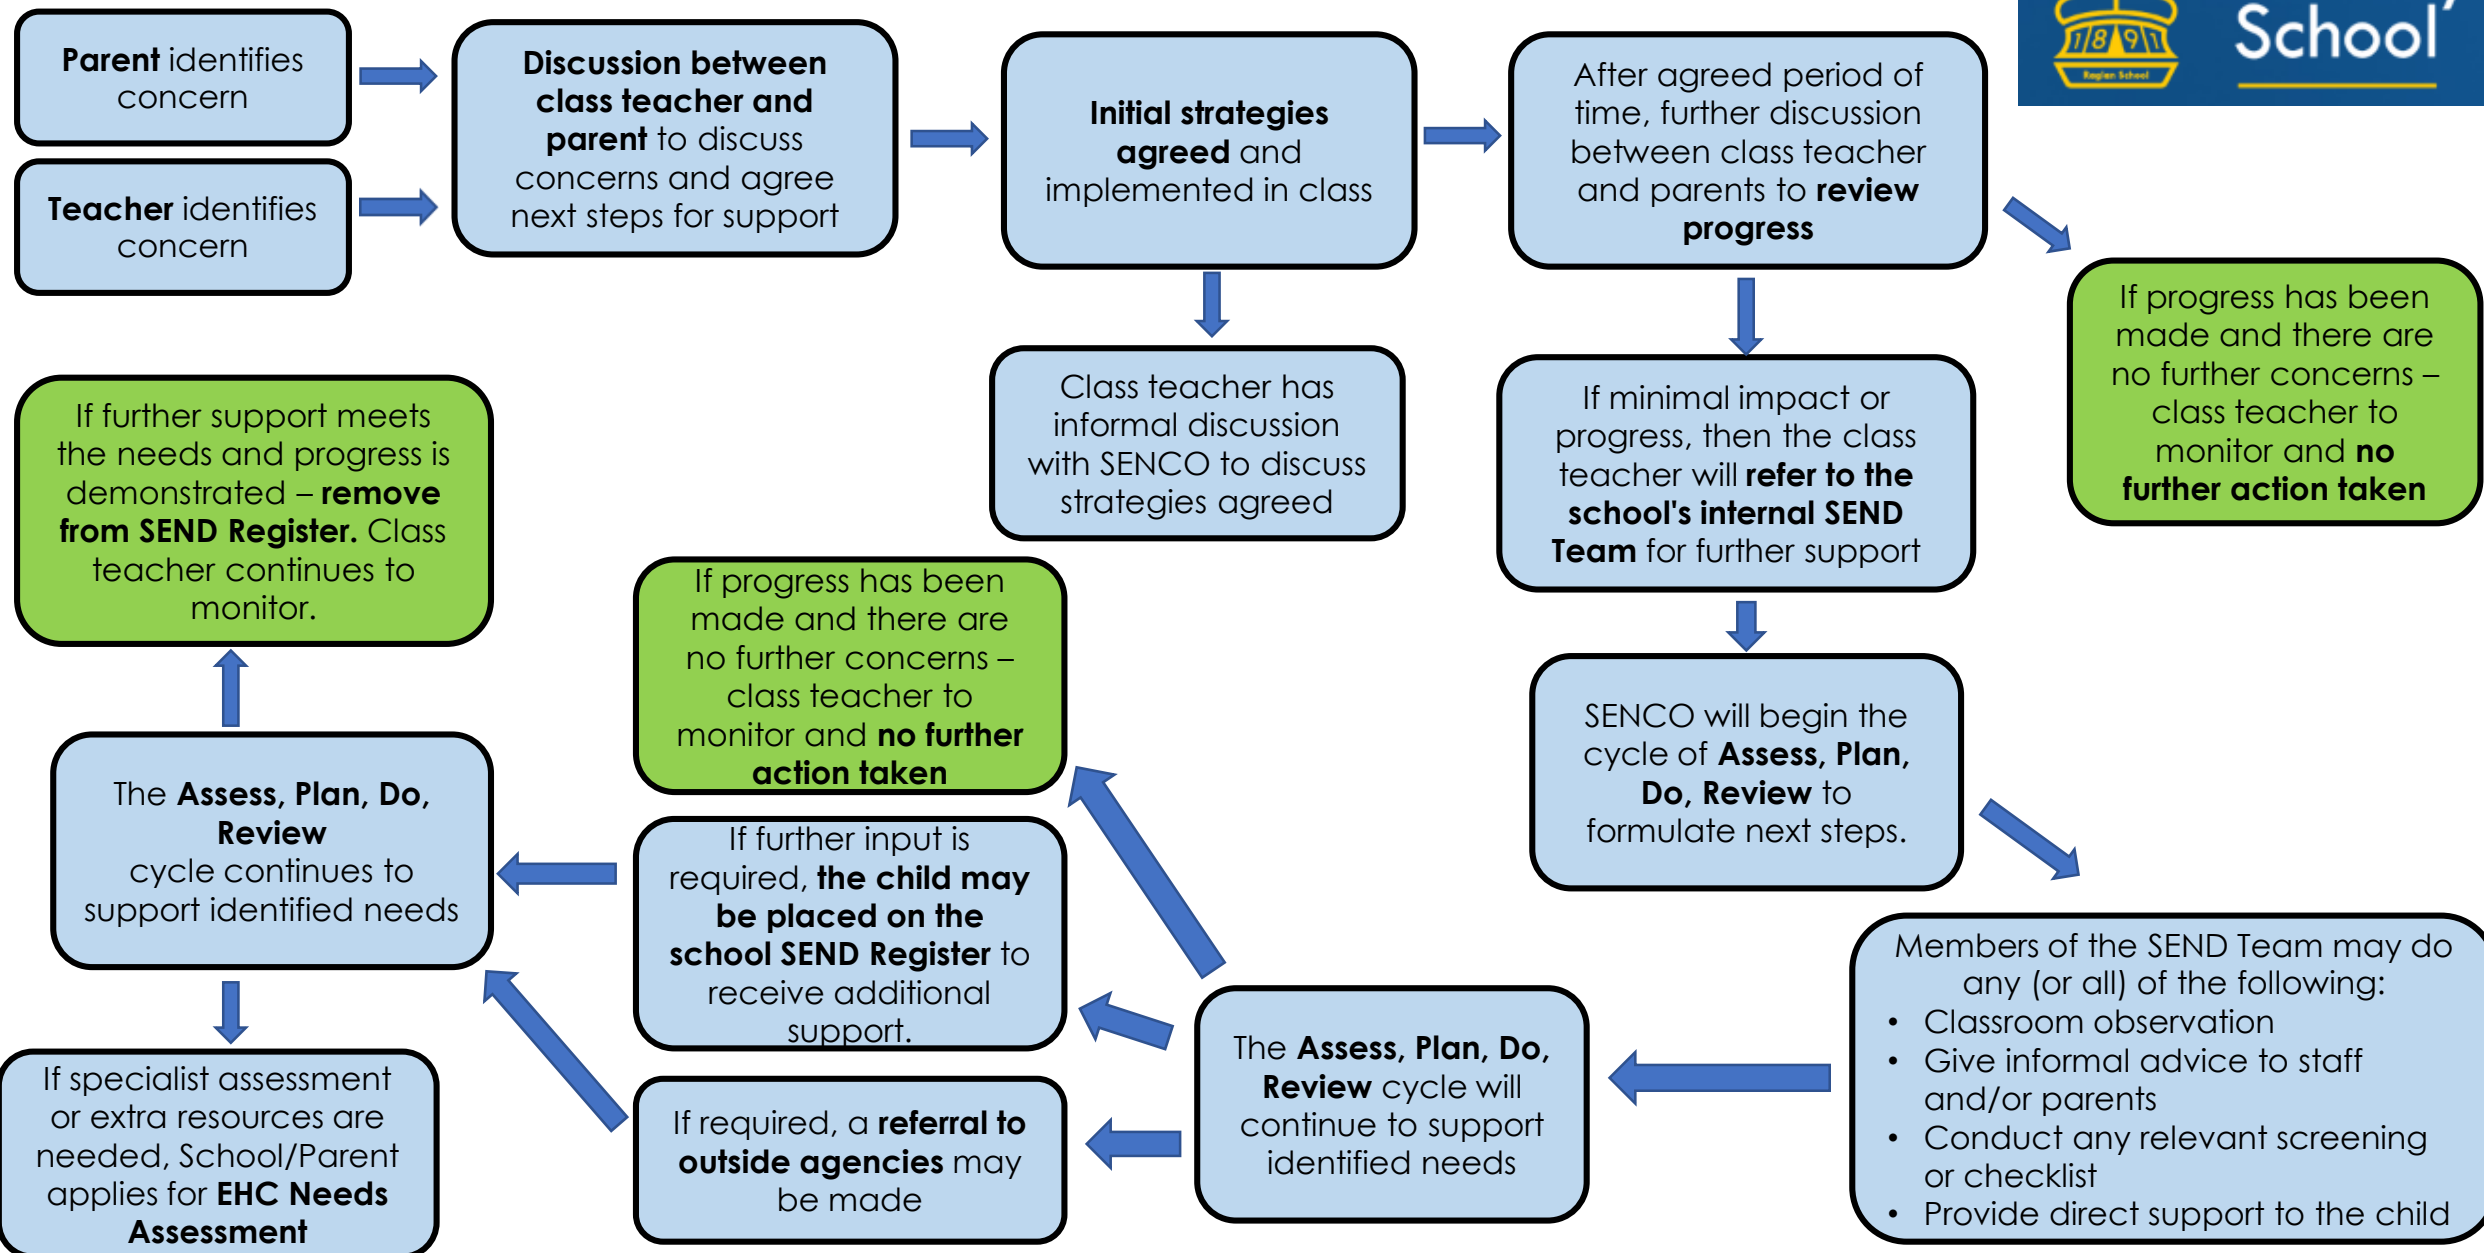 Parent identifies
concern
Teacher identifies
concern
Discussion between
class teacher and
parent to discuss
concerns and agree
next steps for support
Initial strategies
agreed and
implemented in class
After agreed period of
time, further discussion
between class teacher
and parents to review
progress
1891
Raglan School
School
If progress has been
made and there are
no further concerns –
class teacher to
monitor and no
further action taken
Class teacher has
informal discussion
with SENCO to discuss
strategies agreed
If minimal impact or
progress, then the class
teacher will refer to the
school's internal SEND
Team for further support
SENCO will begin the
cycle of Assess, Plan,
Do, Review to
formulate next steps.
Members of the SEND Team may do
any (or all) of the following:
• Classroom observation
• Give informal advice to staff
and/or parents
• Conduct any relevant screening
or checklist
• Provide direct support to the child
The Assess, Plan, Do,
Review cycle will
continue to support
identified needs
If progress has been
made and there are
no further concerns –
class teacher to
monitor and no further
action taken
If further input is
required, the child may
be placed on the
school SEND Register to
receive additional
support.
If required, a referral to
outside agencies may
be made
The Assess, Plan, Do,
Review
cycle continues to
support identified needs
If further support meets
the needs and progress is
demonstrated – remove
from SEND Register. Class
teacher continues to
monitor.
If specialist assessment
or extra resources are
needed, School/Parent
applies for EHC Needs
Assessment